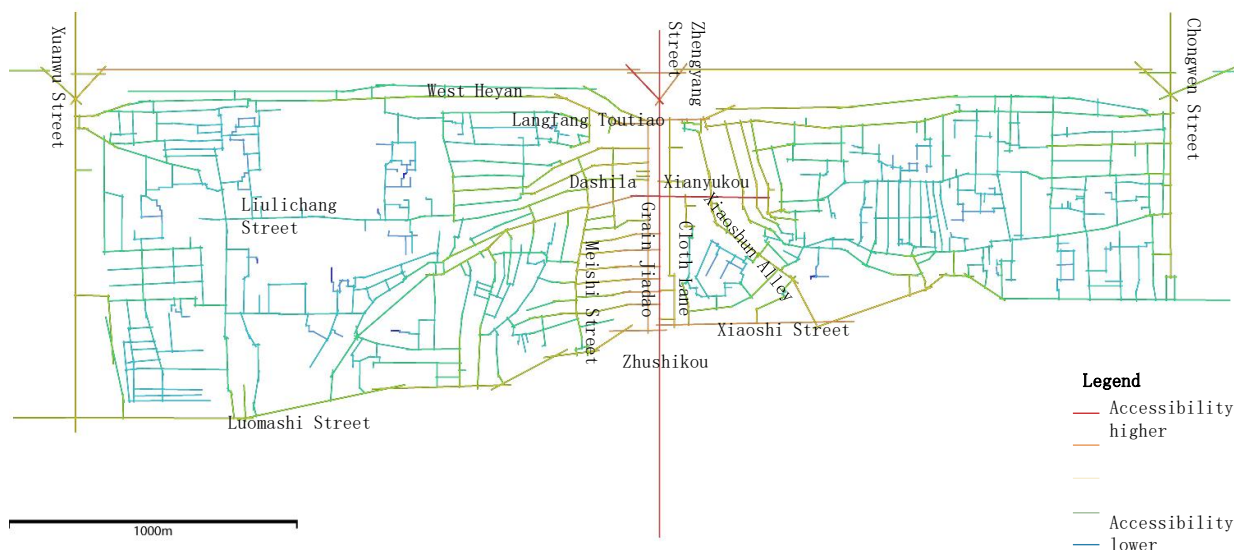 Xuanwu Street
Zhengyang
Street
Chongwen Street
West Heyan
Langfang Toutiao
Dashila
Xianyukou
Liulichang
Street
Xiaoshun Alley
Grain Jiadao
Cloth Lane
Meishi Street
Xiaoshi Street
Zhushikou
Luomashi Street
Legend
Accessibility
higher
Accessibility
lower
1000m